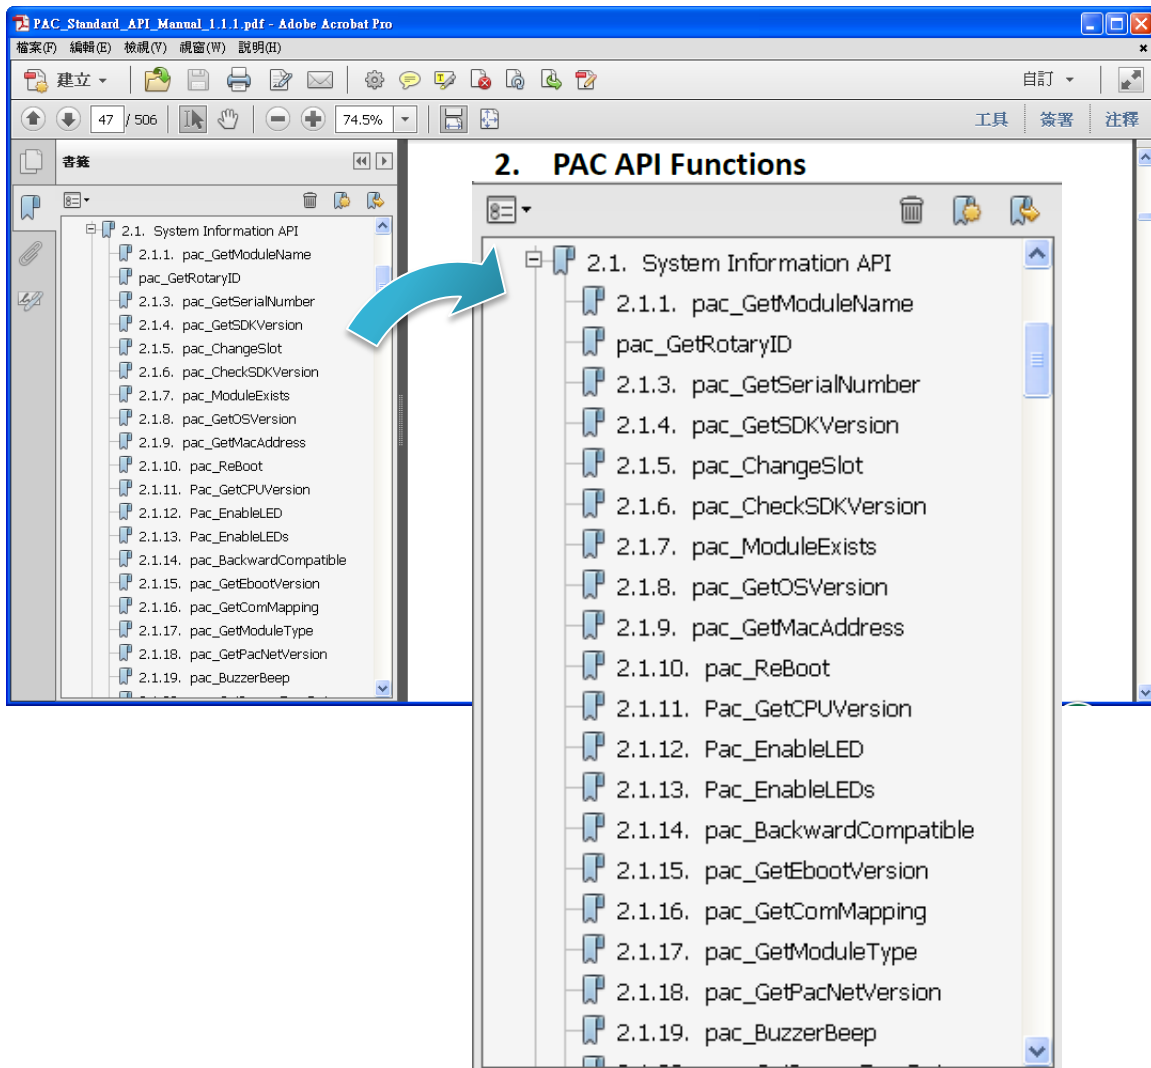 PAC_Standard_API_Manual_1.1.1.pdf - Adobe Acrobat Pro
檔案(F) 編輯(E) 檢視(V) 視窗(W) 說明(H)
建立
自訂
47 / 506
74.5%
工具 簽署 注釋
書籤
2.1. System Information API
2.1.1. pac_GetModuleName
pac_GetRotaryID
2.1.3. pac_GetSerialNumber
2.1.4. pac_GetSDKVersion
2.1.5. pac_ChangeSlot
2.1.6. pac_CheckSDKVersion
2.1.7. pac_ModuleExists
2.1.8. pac_GetOSVersion
2.1.9. pac_GetMacAddress
2.1.10. pac_ReBoot
2.1.11. Pac_GetCPUVersion
2.1.12. Pac_EnableLED
2.1.13. Pac_EnableLEDs
2.1.14. pac_BackwardCompatible
2.1.15. pac_GetEbootVersion
2.1.16. pac_GetComMapping
2.1.17. pac_GetModuleType
2.1.18. pac_GetPacNetVersion
2.1.19. pac_BuzzerBeep
2. PAC API Functions
2.1. System Information API
2.1.1. pac_GetModuleName
pac_GetRotaryID
2.1.3. pac_GetSerialNumber
2.1.4. pac_GetSDKVersion
2.1.5. pac_ChangeSlot
2.1.6. pac_CheckSDKVersion
2.1.7. pac_ModuleExists
2.1.8. pac_GetOSVersion
2.1.9. pac_GetMacAddress
2.1.10. pac_ReBoot
2.1.11. Pac_GetCPUVersion
2.1.12. Pac_EnableLED
2.1.13. Pac_EnableLEDs
2.1.14. pac_BackwardCompatible
2.1.15. pac_GetEbootVersion
2.1.16. pac_GetComMapping
2.1.17. pac_GetModuleType
2.1.18. pac_GetPacNetVersion
2.1.19. pac_BuzzerBeep